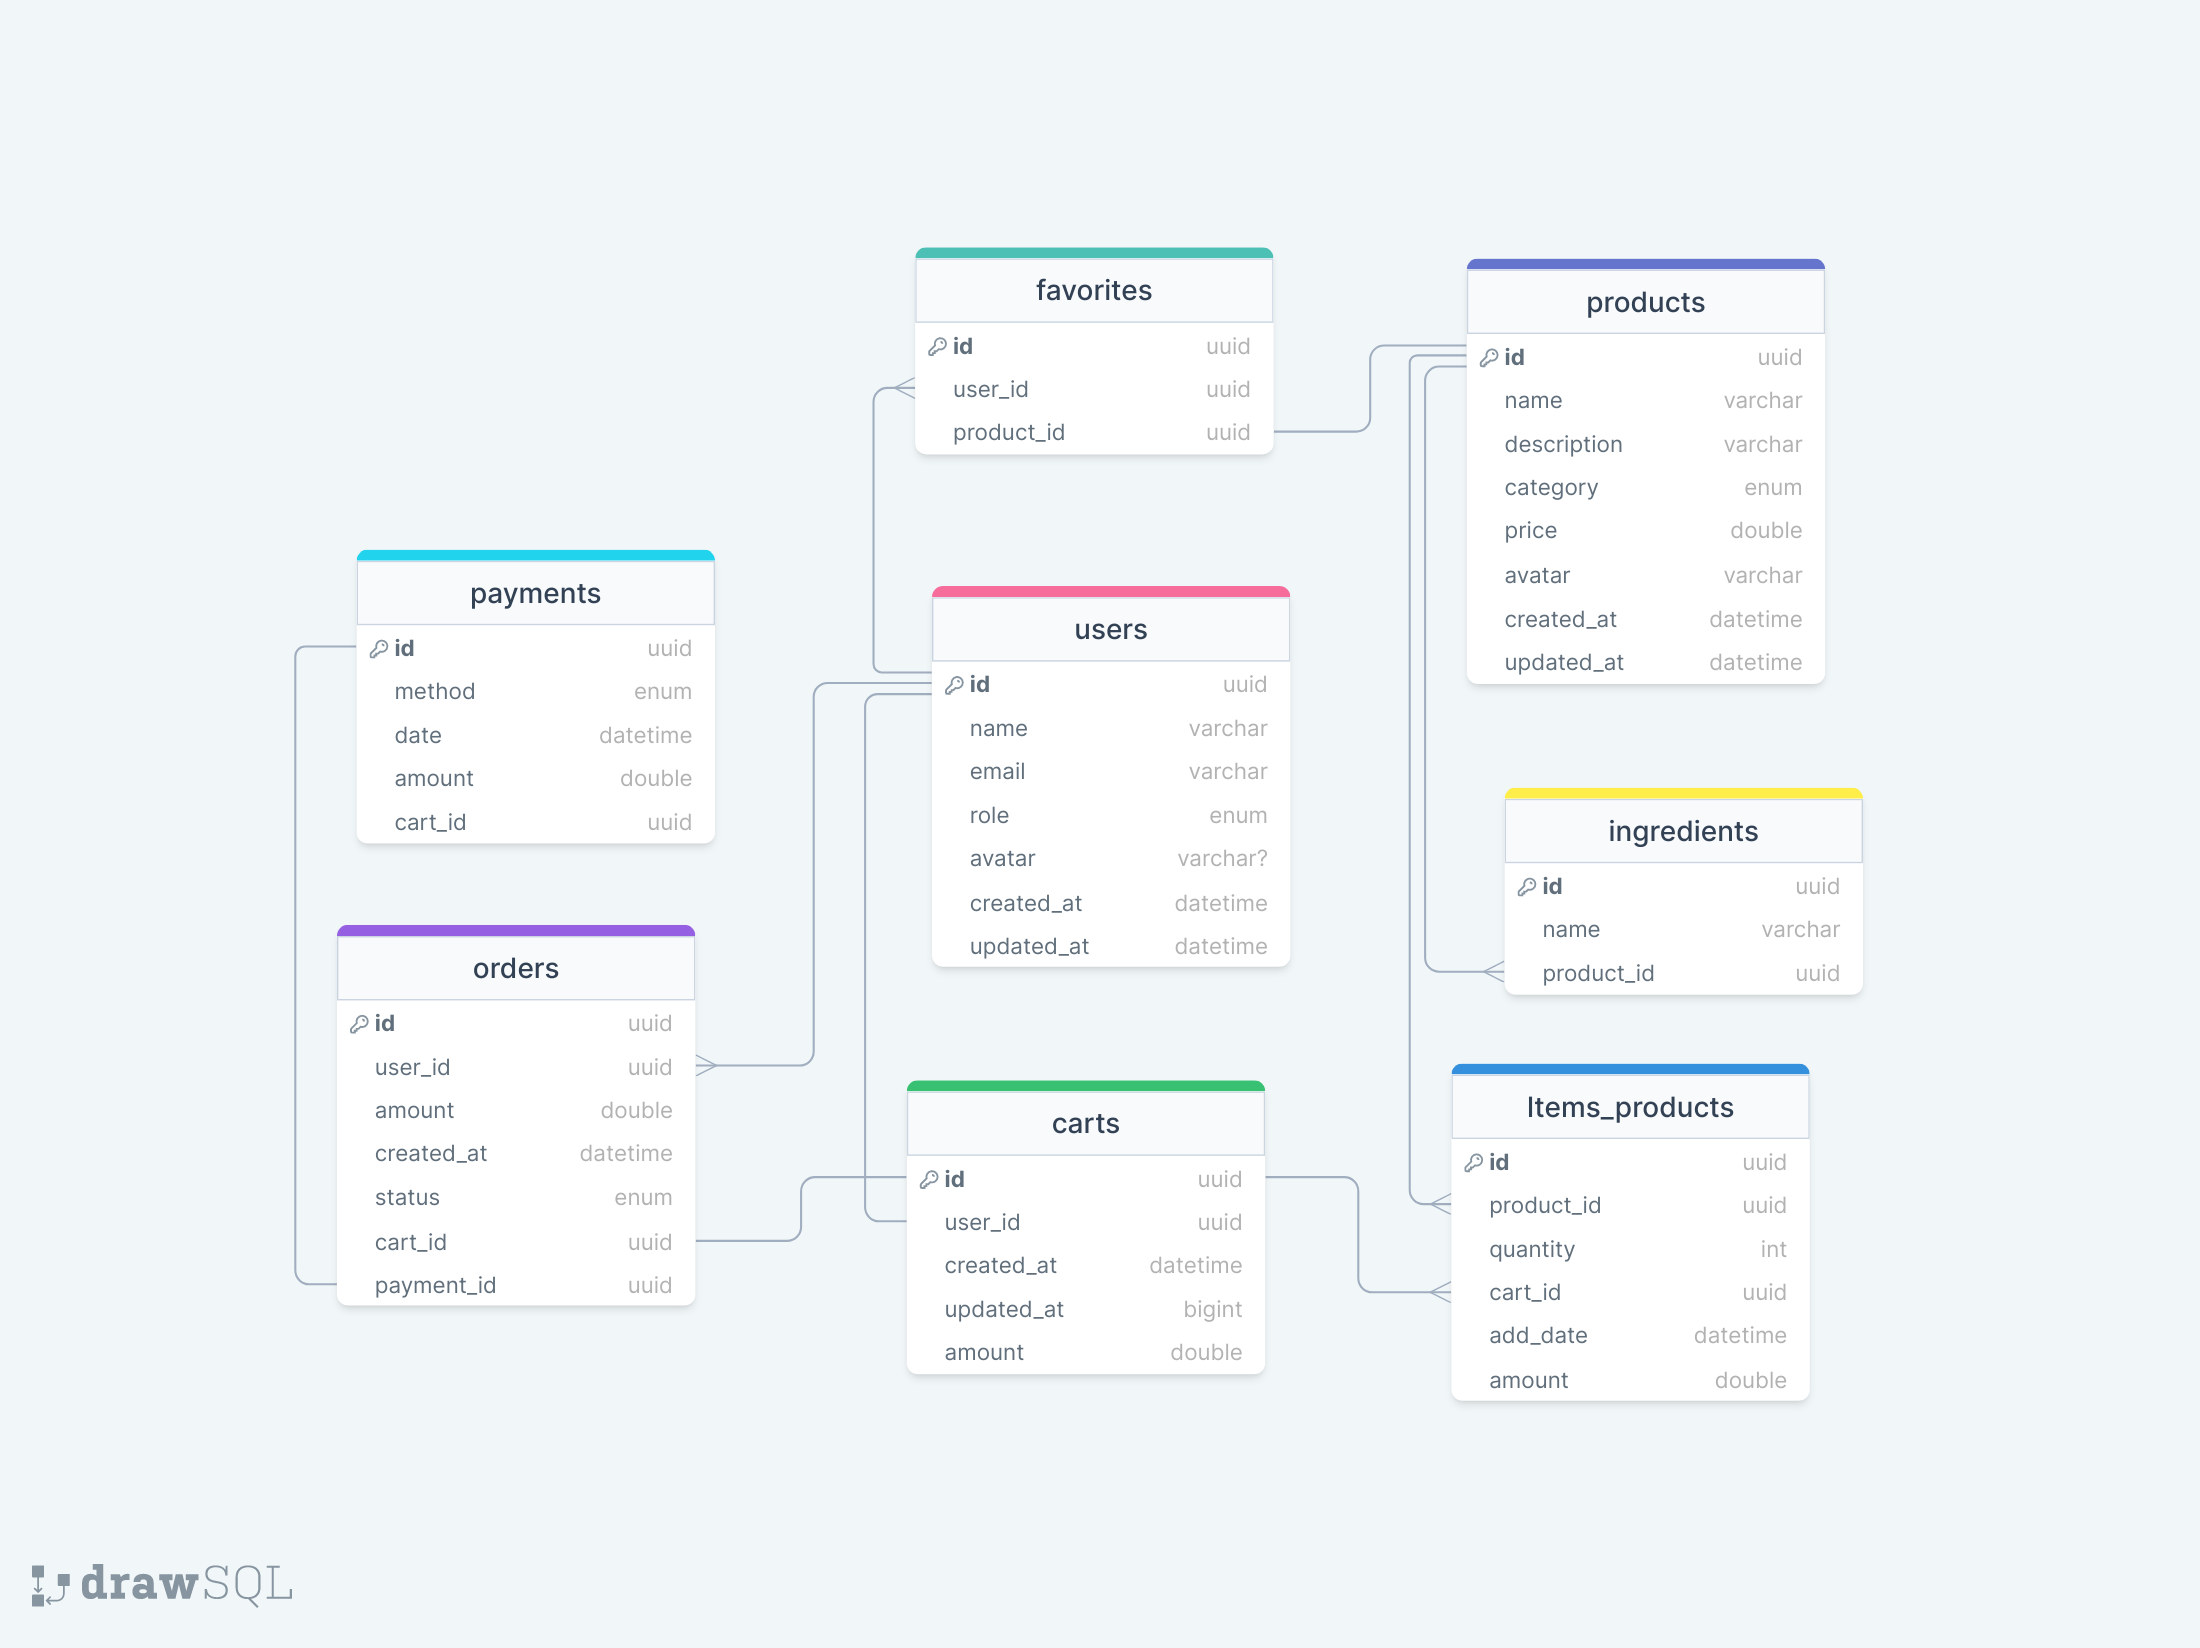 favorites
id uuid
user_id uuid
product_id uuid
products
id uuid
name varchar
description varchar
category enum
price double
avatar varchar
created_at datetime
updated_at datetime
payments
id uuid
method enum
date datetime
amount double
cart_id uuid
users
id uuid
name varchar
email varchar
role enum
avatar varchar?
created_at datetime
updated_at datetime
ingredients
id uuid
name varchar
product_id uuid
orders
id uuid
user_id uuid
amount double
created_at datetime
status enum
cart_id uuid
payment_id uuid
carts
id uuid
user_id uuid
created_at datetime
updated_at bigint
amount double
Items_products
id uuid
product_id uuid
quantity int
cart_id uuid
add_date datetime
amount double
drawSQL